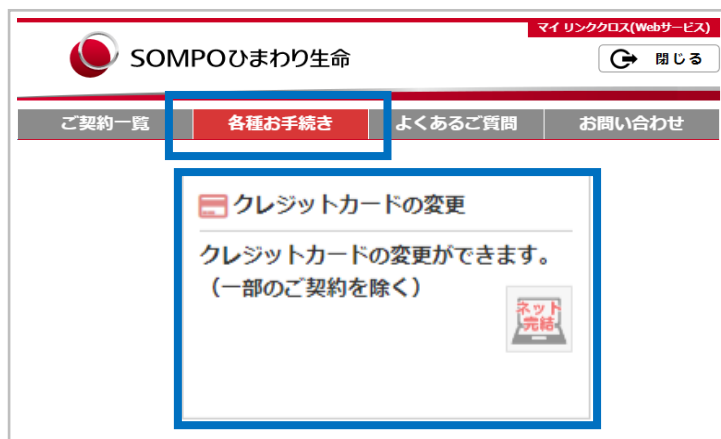 マイ リンククロス(Webサービス)
SOMPOひまわり生命
閉じる
ご契約一覧 各種お手続き よくあるご質問 お問い合わせ
クレジットカードの変更
クレジットカードの変更ができます。
（一部のご契約を除く）
ネット
完結